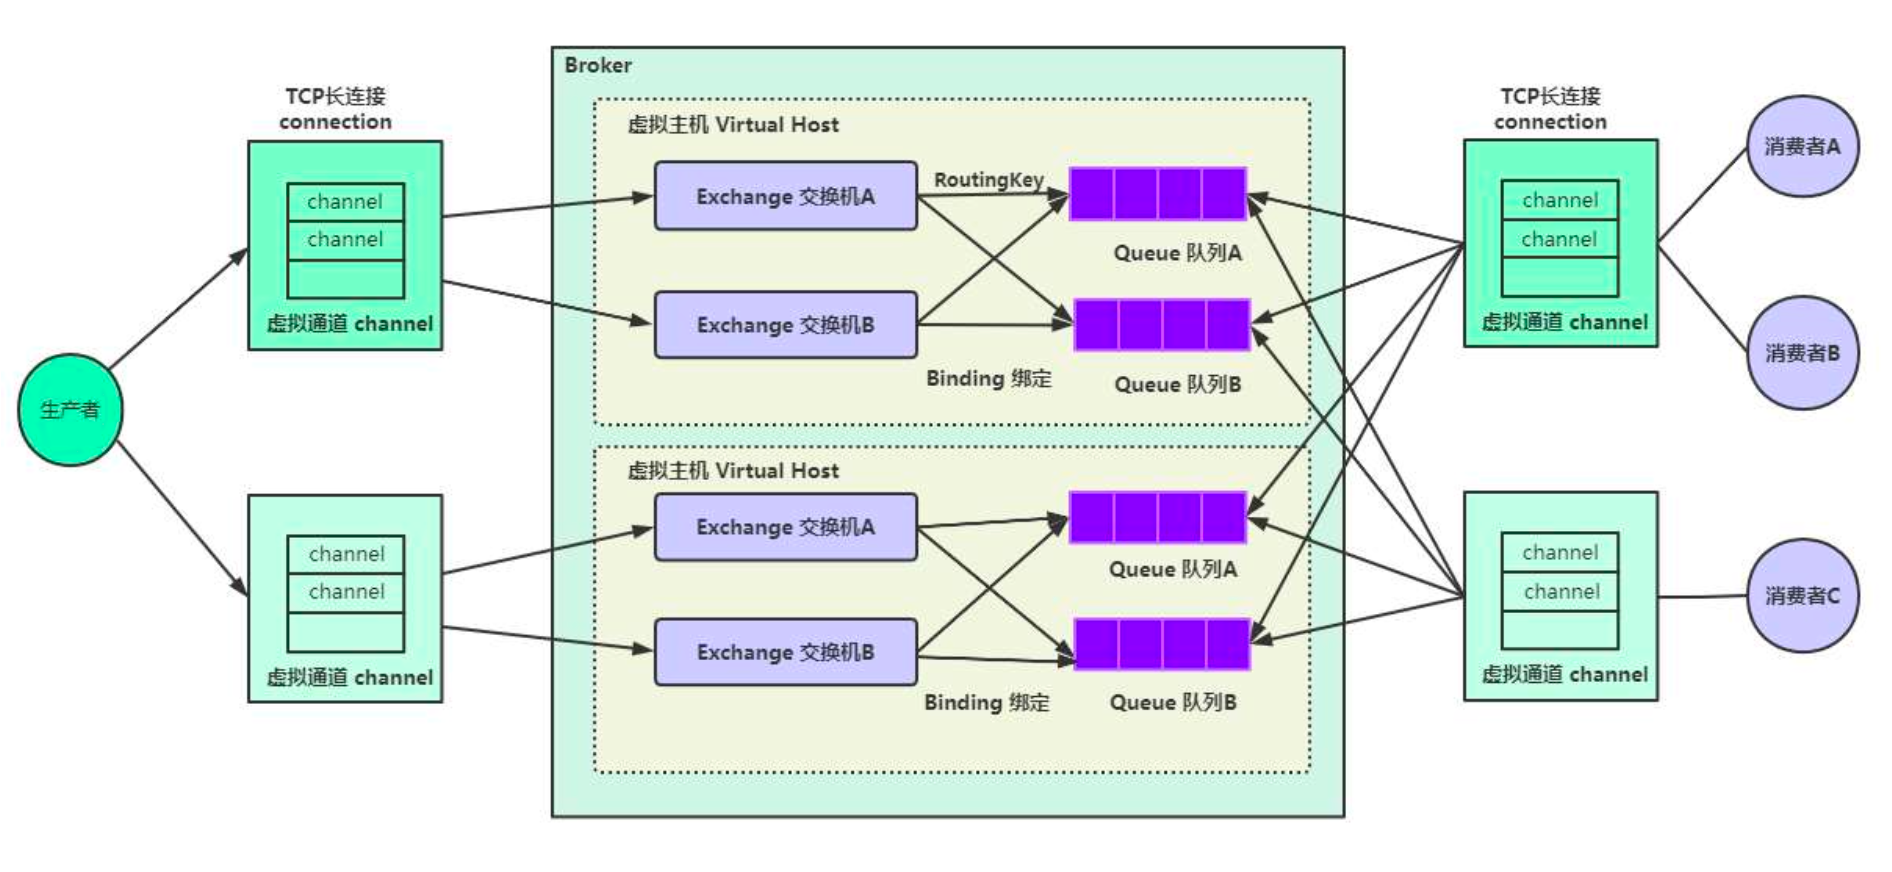 Broker
TCP长连接
connection
channel
channel
虚拟通道 channel
虚拟主机 Virtual Host
Exchange 交换机A
RoutingKey
Queue 队列A
Exchange 交换机B
Binding 绑定
Queue 队列B
TCP长连接
connection
channel
channel
虚拟通道 channel
消费者A
消费者B
生产者
channel
channel
虚拟通道 channel
虚拟主机 Virtual Host
Exchange 交换机A
Queue 队列A
Exchange 交换机B
Binding 绑定
Queue 队列B
channel
channel
虚拟通道 channel
消费者C